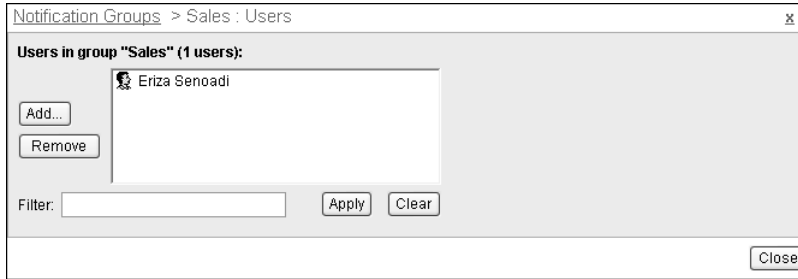 Notification Groups > Sales : Users x
Users in group "Sales" (1 users):
Eriza Senoadi
Add...
Remove
Filter: Apply Clear
Close